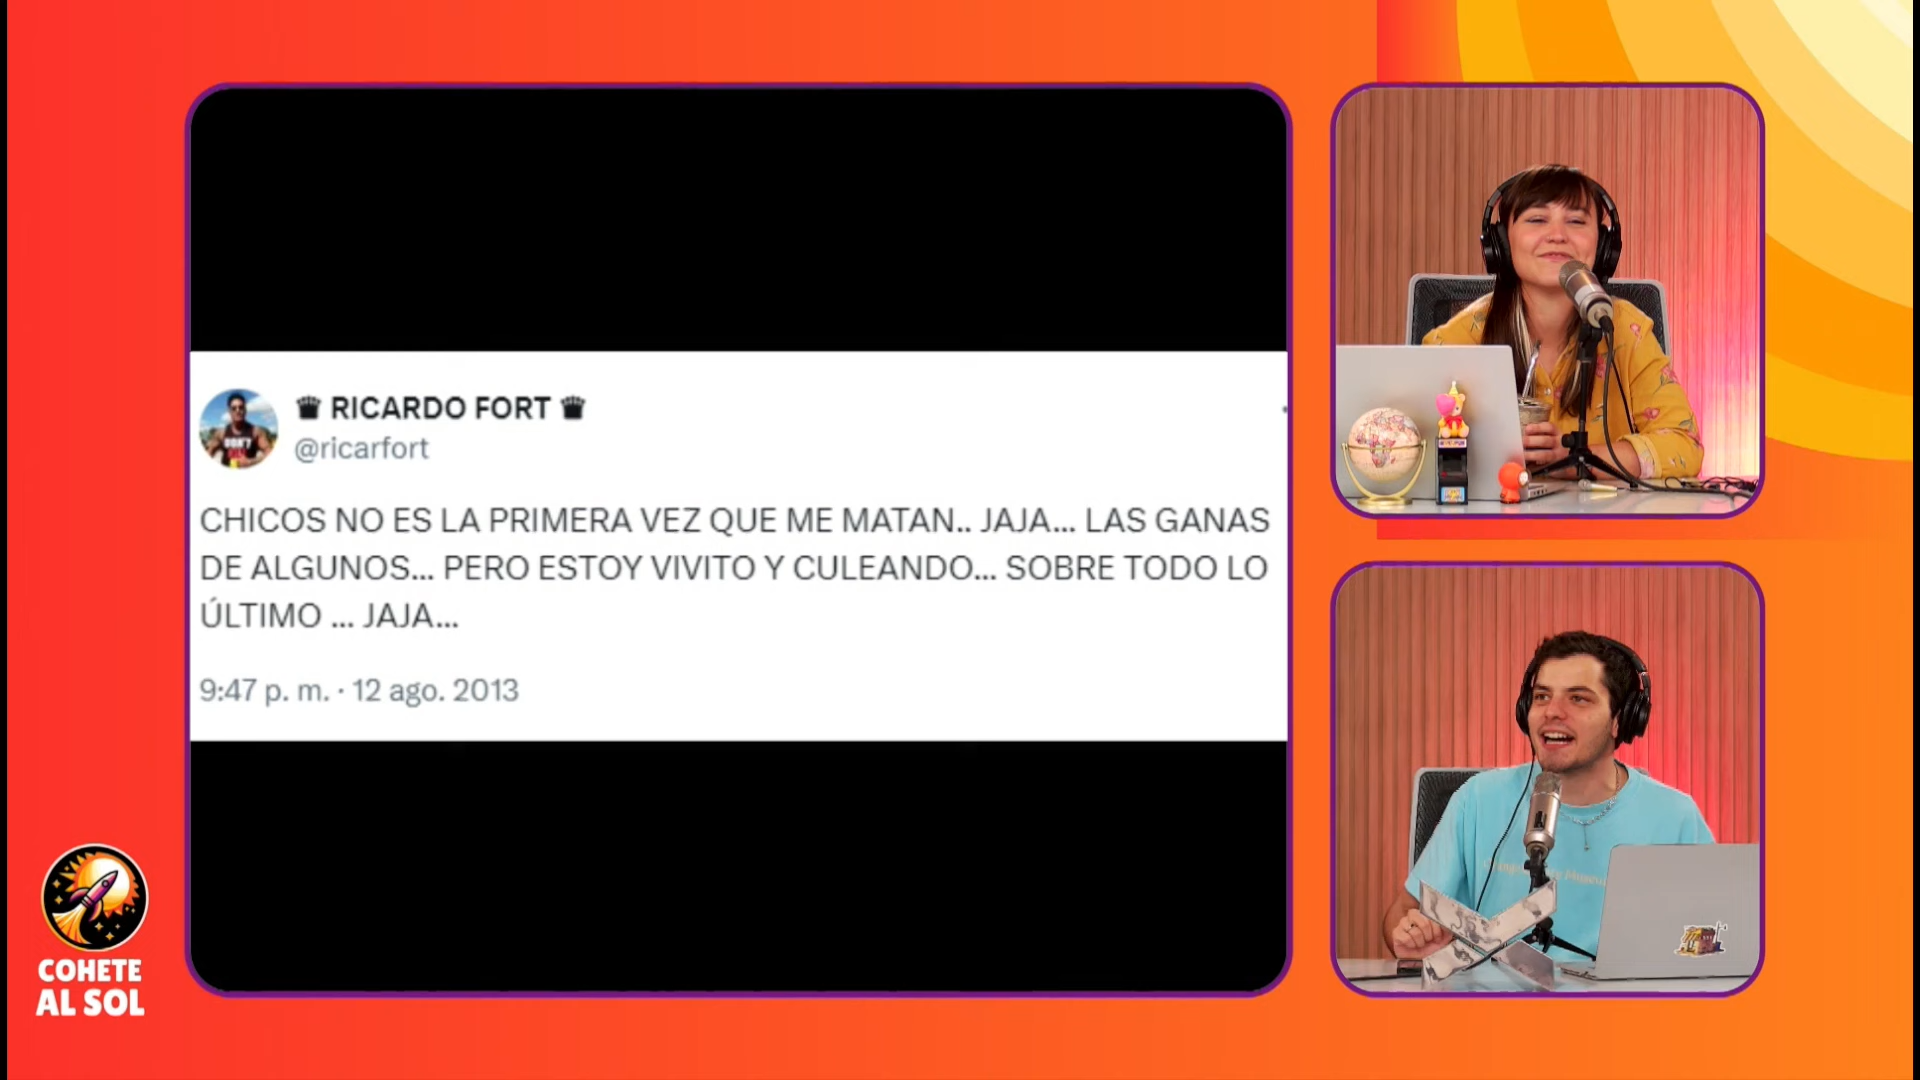 ♛ RICARDO FORT ♛
@ricarfort
CHICOS NO ES LA PRIMERA VEZ QUE ME MATAN.. JAJA... LAS GANAS
DE ALGUNOS... PERO ESTOY VIVITO Y CULEANDO... SOBRE TODO LO
ÚLTIMO ... JAJA...
9:47 p. m. · 12 ago. 2013
COHETE
AL SOL